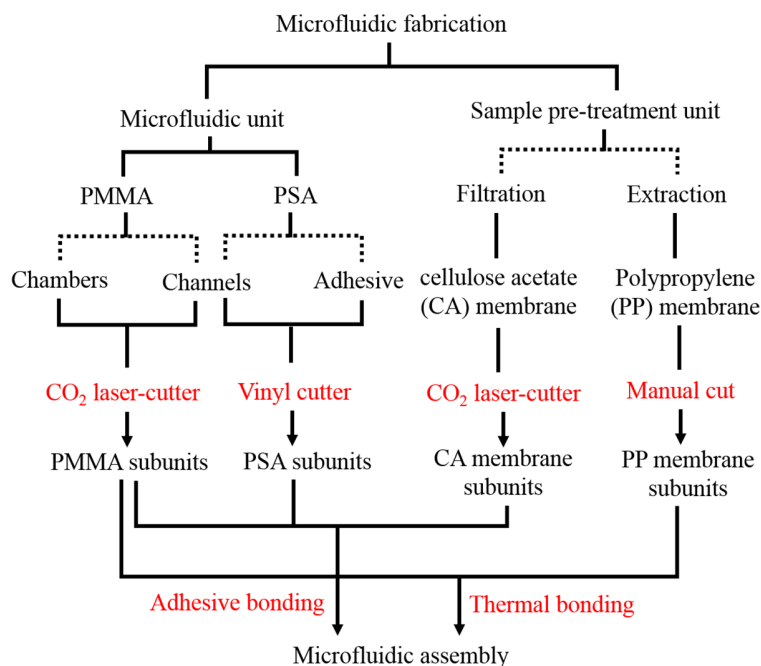 Microfluidic fabrication
Microfluidic unit
Sample pre-treatment unit
PMMA
PSA
Filtration
Extraction
Chambers
Channels
Adhesive
cellulose acetate
(CA) membrane
Polypropylene
(PP) membrane
CO₂ laser-cutter
Vinyl cutter
CO₂ laser-cutter
Manual cut
PMMA subunits
PSA subunits
CA membrane
subunits
PP membrane
subunits
Adhesive bonding
Thermal bonding
Microfluidic assembly